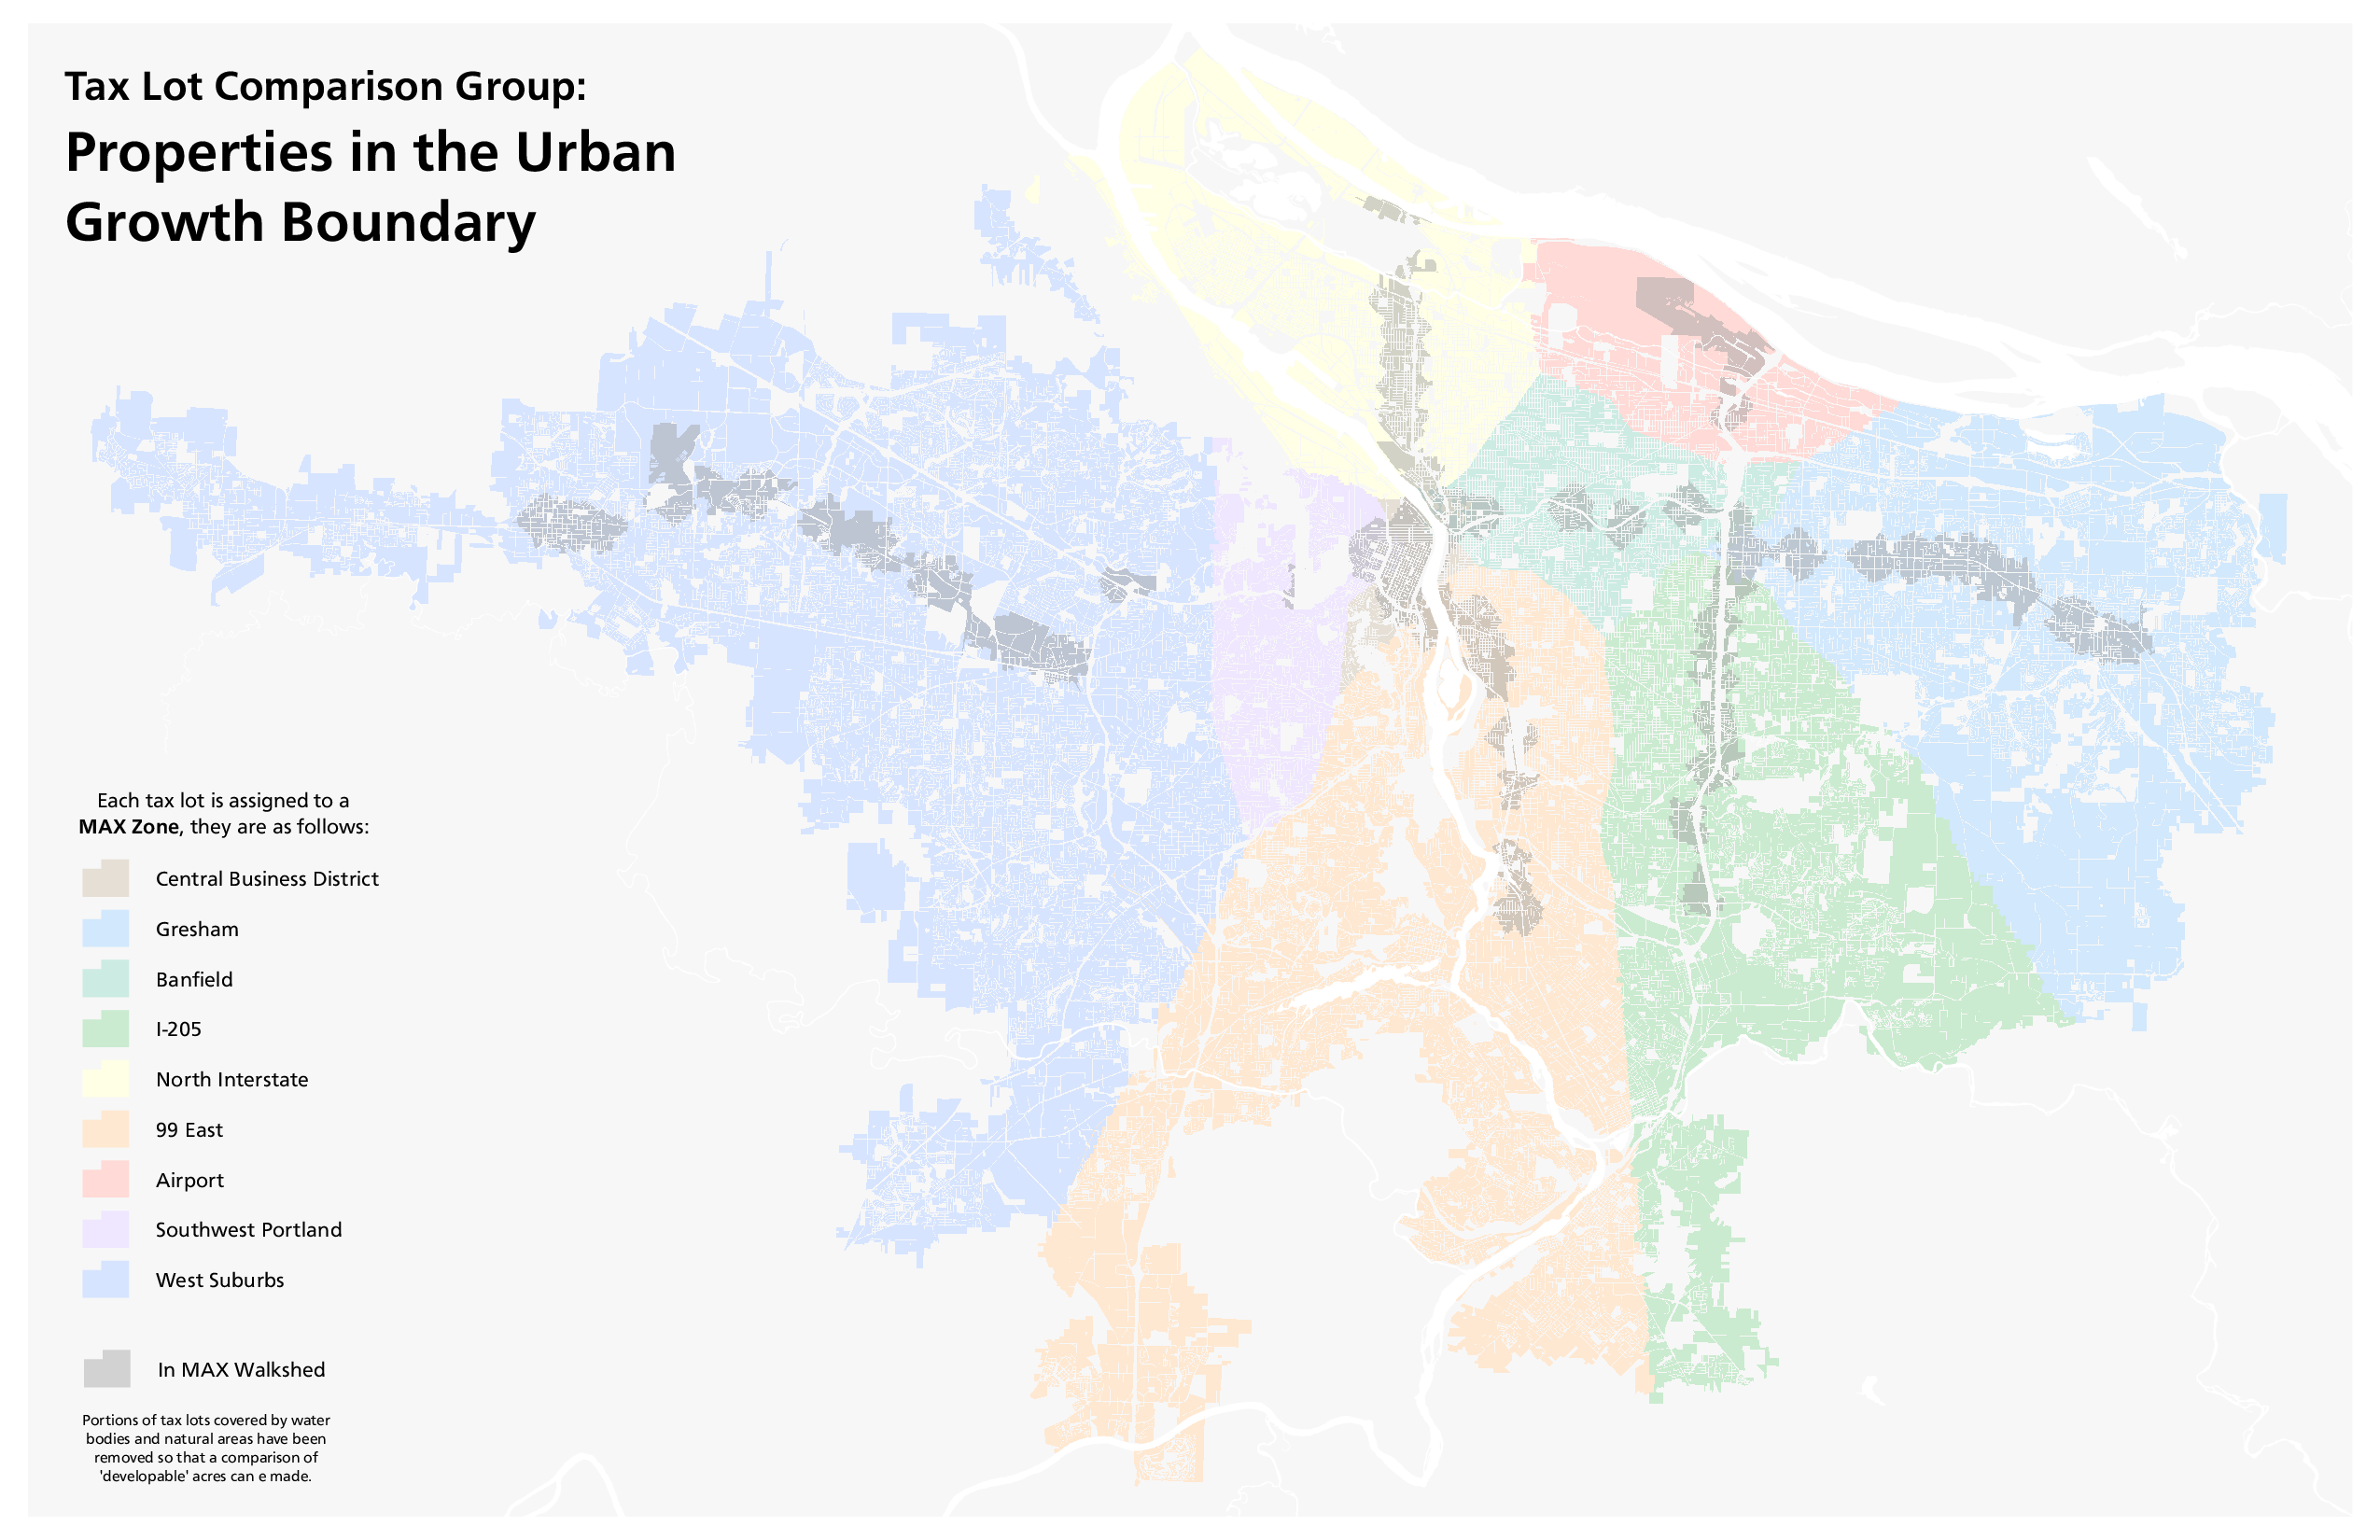 Tax Lot Comparison Group:
Properties in the Urban
Growth Boundary
Each tax lot is assigned to a
MAX Zone, they are as follows:
Central Business District
Gresham
Banfield
I-205
North Interstate
99 East
Airport
Southwest Portland
West Suburbs
In MAX Walkshed
Portions of tax lots covered by water
bodies and natural areas have been
removed so that a comparison of
'developable' acres can e made.